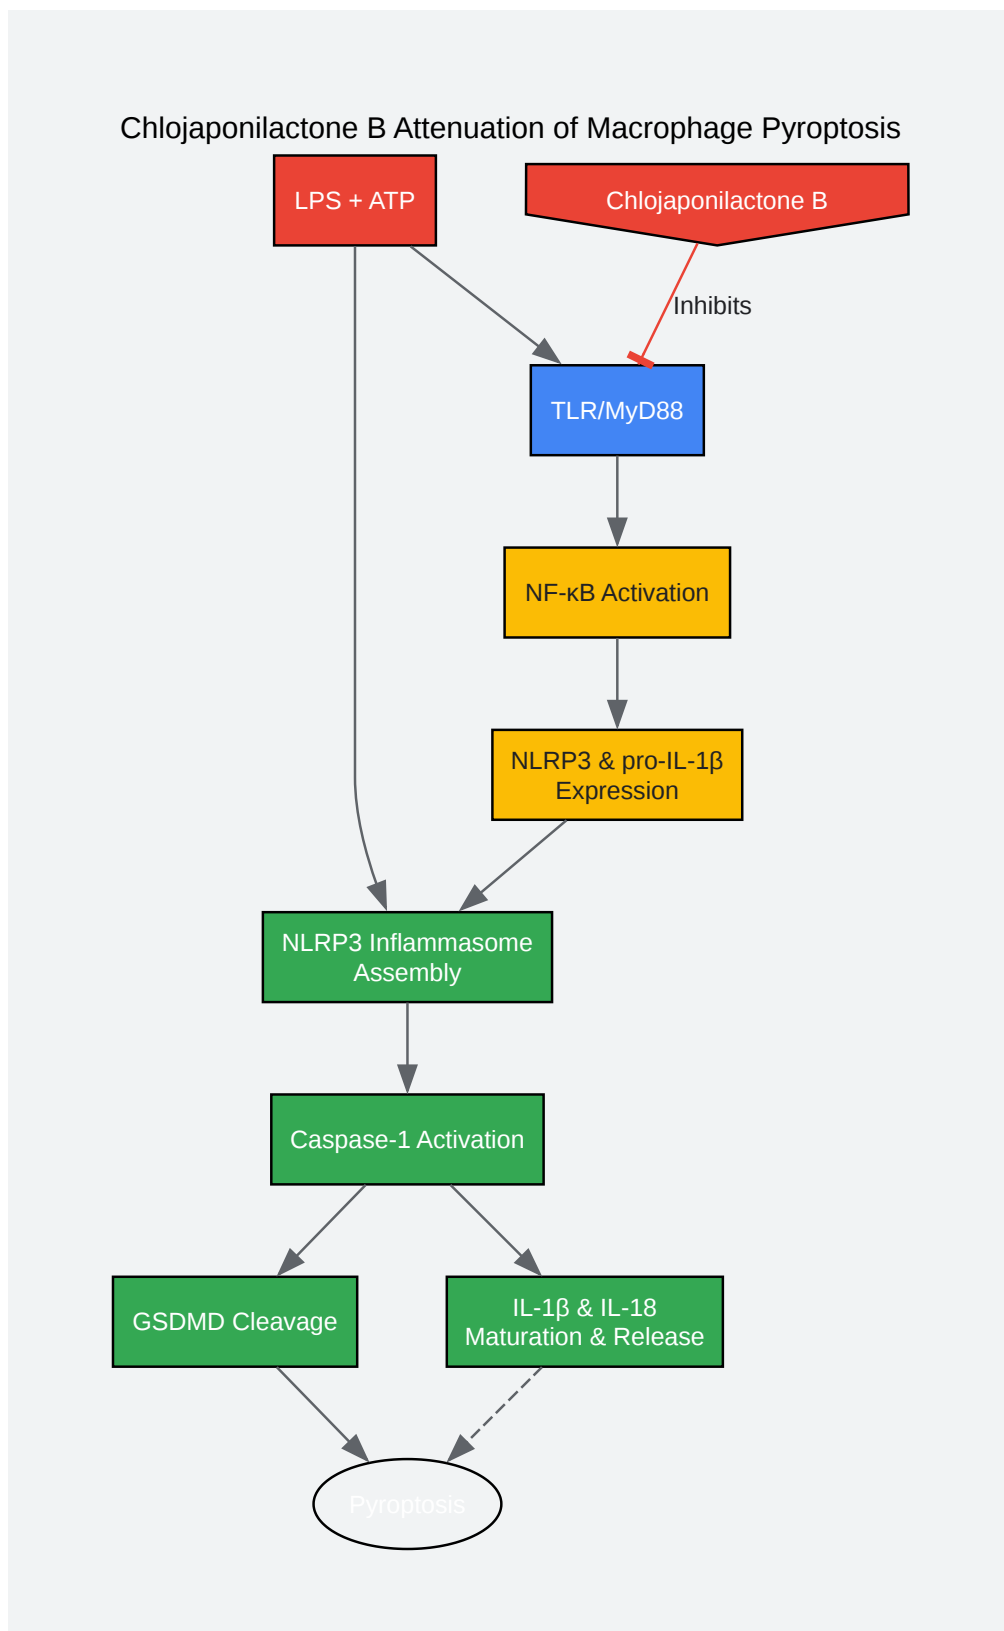 Chlojaponilactone B Attenuation of Macrophage Pyroptosis
LPS + ATP
Chlojaponilactone B
Inhibits
TLR/MyD88
NF-κB Activation
NLRP3 & pro-IL-1β
Expression
NLRP3 Inflammasome
Assembly
Caspase-1 Activation
GSDMD Cleavage
IL-1β & IL-18
Maturation & Release
Pyroptosis